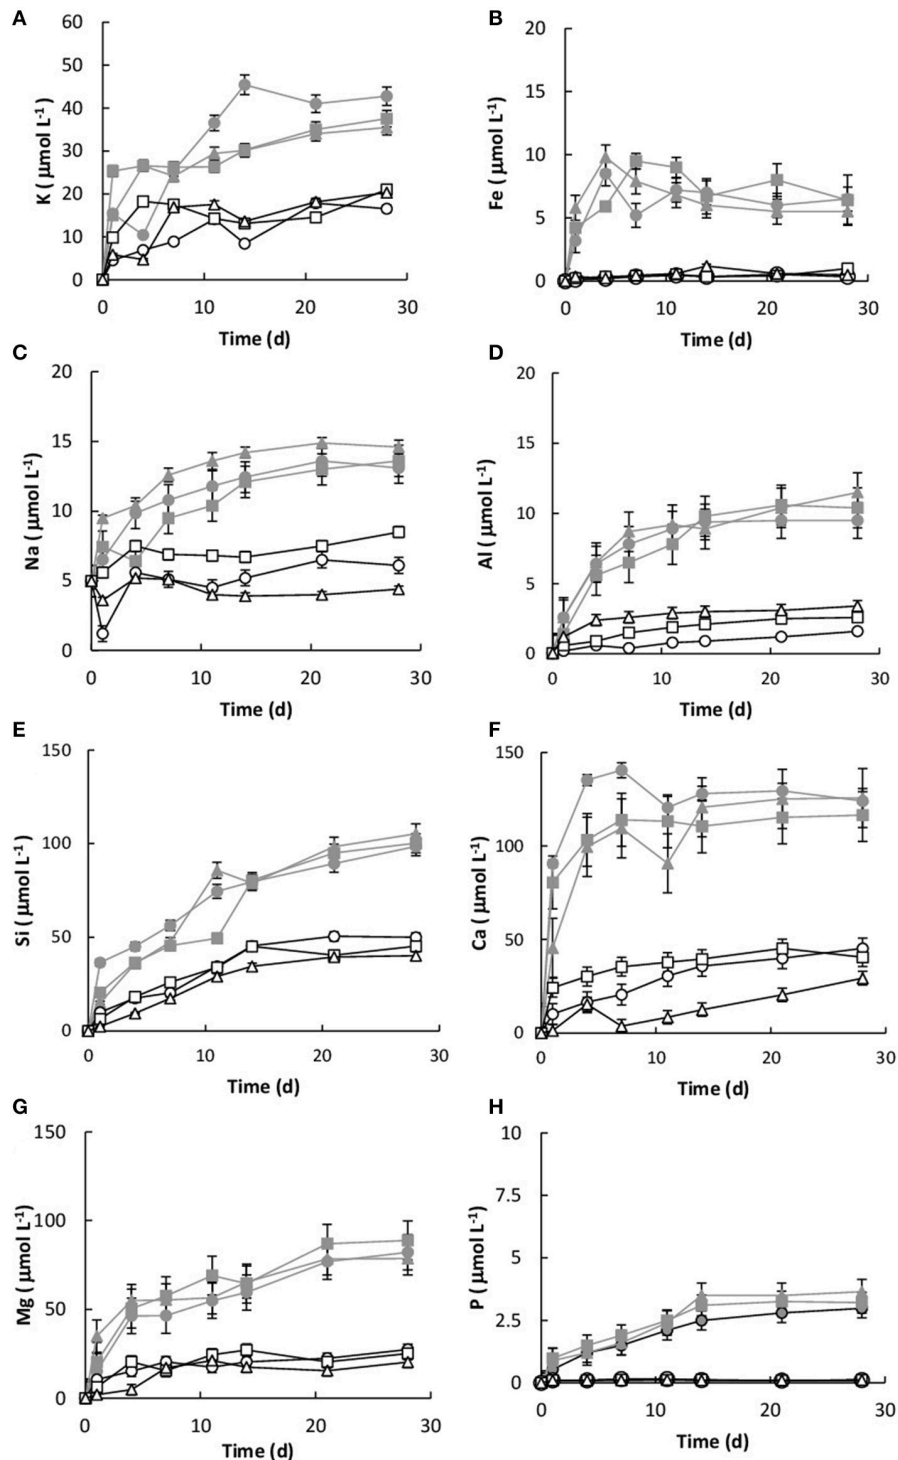 A
60
50
40
30
20
10
0
K ( µmol L-1)
0 10 20 30
Time (d)
B
20
15
10
5
0
Fe ( µmol L-1)
0 10 20 30
Time (d)
C
20
15
10
5
0
Na ( µmol L-1)
0 10 20 30
Time (d)
D
20
15
10
5
0
Al ( µmol L-1)
0 10 20 30
Time (d)
E
150
100
50
0
Si ( µmol L-1)
0 10 20 30
Time (d)
F
150
100
50
0
Ca ( µmol L-1)
0 10 20 30
Time (d)
G
150
100
50
0
Mg ( µmol L-1)
0 10 20 30
Time (d)
H
10
7.5
5
2.5
0
P ( µmol L-1)
0 10 20 30
Time (d)